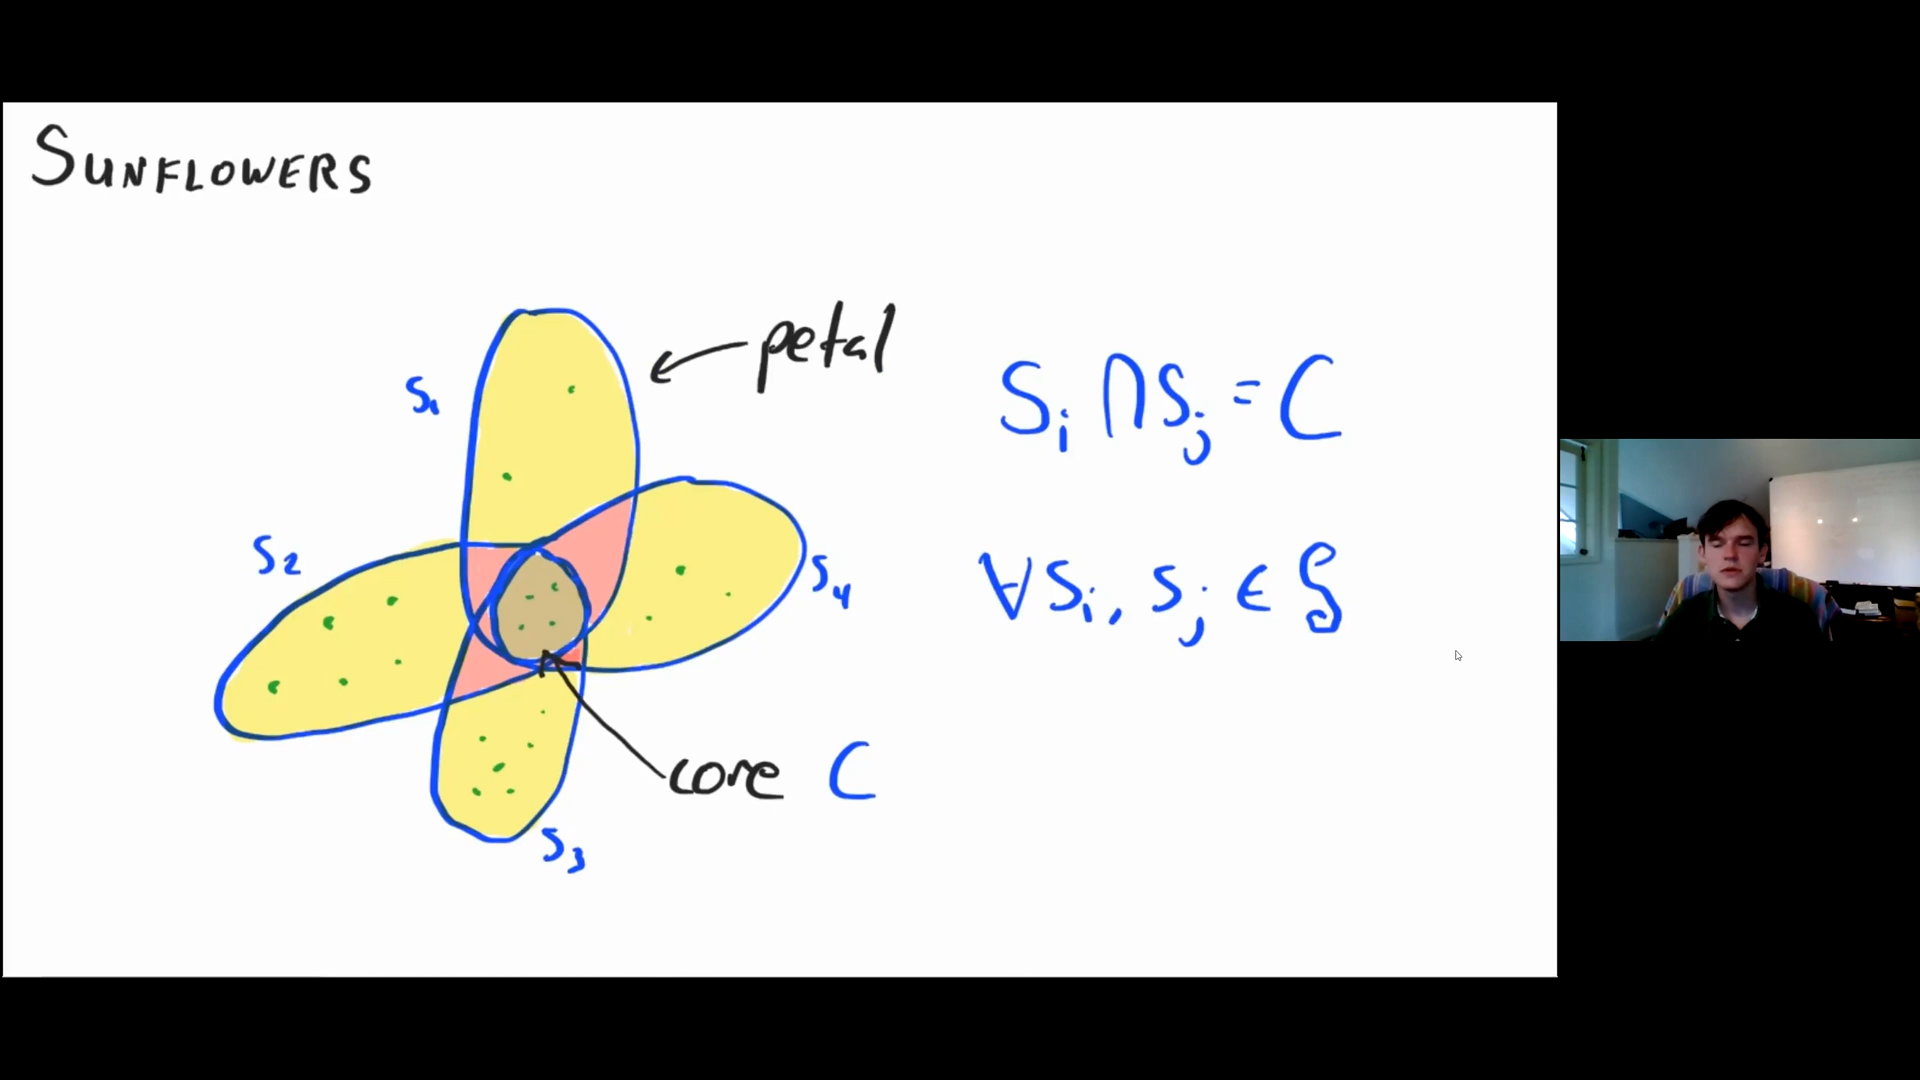 SUNFLOWERS
petal
S₁
S₂
S₄
core C
S₃
Sᵢ ∩ Sⱼ = C
∀ Sᵢ, Sⱼ ∈ S